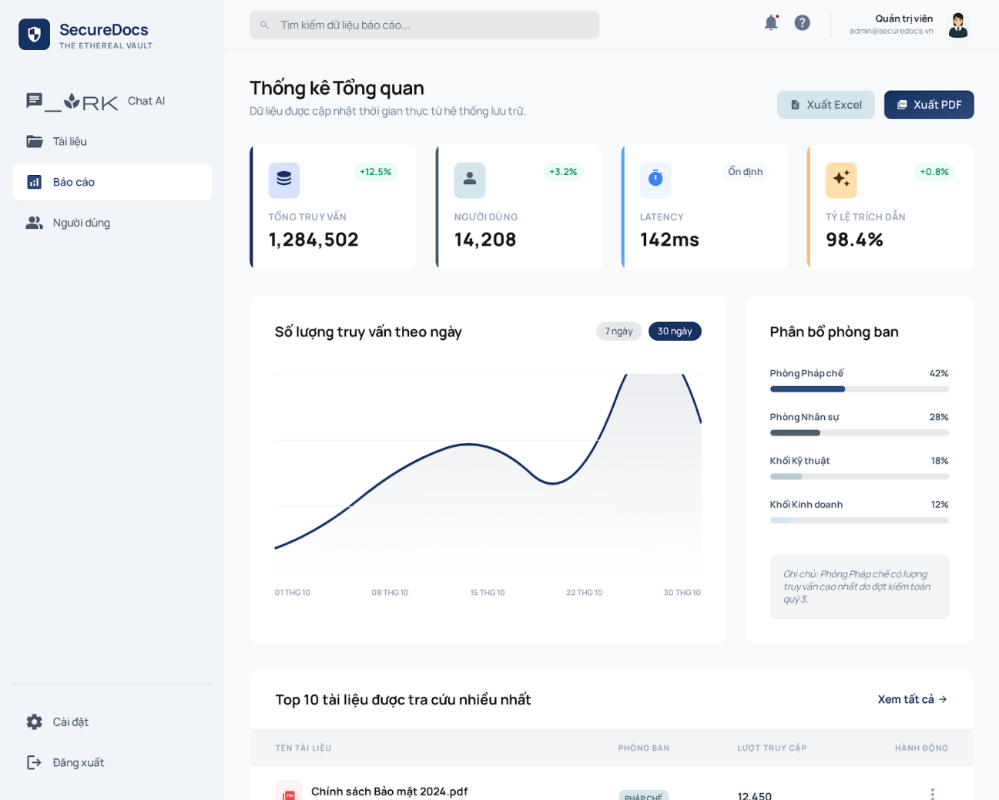 SecureDocs
THE ETHEREAL VAULT
Tìm kiếm dữ liệu báo cáo...
Quản trị viên
admin@securedocs.vn
Chat AI
Tài liệu
Báo cáo
Người dùng
Cài đặt
Đăng xuất
Thống kê Tổng quan
Dữ liệu được cập nhật thời gian thực từ hệ thống lưu trữ.
Xuất Excel
Xuất PDF
+12.5%
TỔNG TRUY VẤN
1,284,502
+3.2%
NGƯỜI DÙNG
14,208
Ổn định
LATENCY
142ms
+0.8%
TỶ LỆ TRÍCH DẪN
98.4%
Số lượng truy vấn theo ngày
7 ngày
30 ngày
01 THG 10
08 THG 10
15 THG 10
22 THG 10
30 THG 10
Phân bổ phòng ban
Phòng Pháp chế 42%
Phòng Nhân sự 28%
Khối Kỹ thuật 18%
Khối Kinh doanh 12%
Ghi chú: Phòng Pháp chế có lượng
truy vấn cao nhất do đợt kiểm toán
quý 3.
Top 10 tài liệu được tra cứu nhiều nhất
Xem tất cả
TÊN TÀI LIỆU
PHÒNG BAN
LƯỢT TRUY CẬP
HÀNH ĐỘNG
Chính sách Bảo mật 2024.pdf
PHÁP CHẾ
12,450